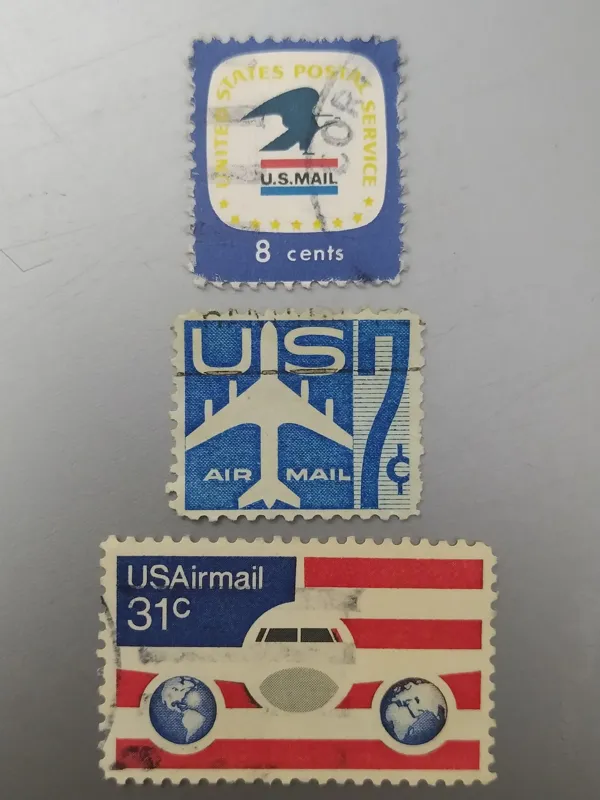 UNITED STATES POSTAL SERVICE
U.S.MAIL
8 cents
US 7¢
AIR MAIL
USAirmail
31c